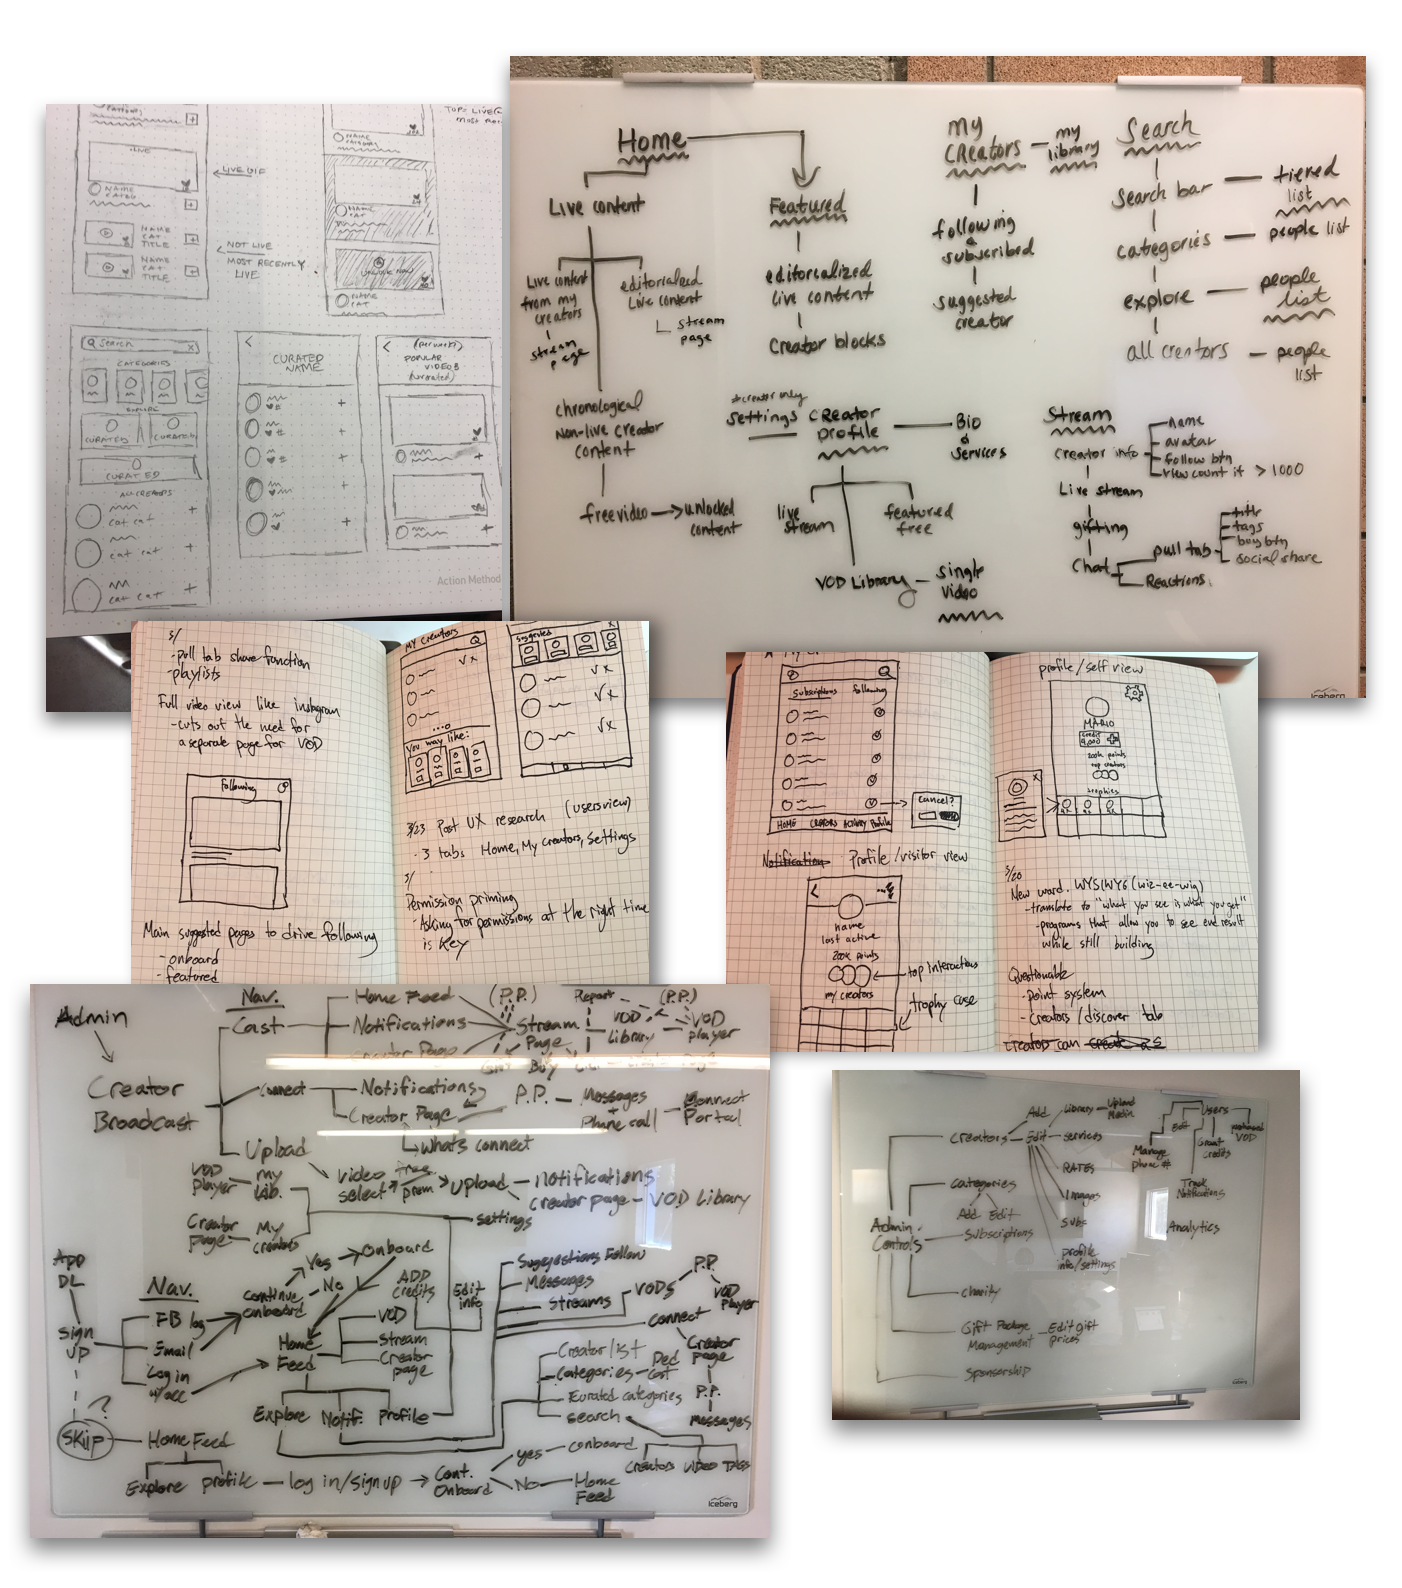 TOP= LIVE
MOST
LIVE
LIVE GIF
NAME
NOT LIVE
MOST RECENTLY
LIVE
NAME
CAT.
TITLE
NAME
CAT.
TITLE
NAME
CATEGORY
NAME
CAT
NAME
CAT
Search X
CATEGORIES
EXPLORE
CURATED
CURATED
CURATED
ALL CREATORS
cat cat
cat cat
cat cat
CURATED
NAME
POPULAR
VIDEOS
(curated)
Action Method
Home
Live content
Live content
from my
creators
stream
page
editorialized
Live content
stream
page
chronological
Non-live creator
content
free video
unlocked
content
Featured
editorialized
live content
Creator blocks
My
Creators
my
library
following
&
subscribed
suggested
creator
Search
Search bar
tiered
list
categories
people list
explore
people
list
all creators
people
list
*creator only
settings
Creator
profile
Bio
&
Services
live
stream
featured
free
VOD Library
single
video
Stream
creator info
name
avatar
follow btn
view count if > 1000
Live stream
gifting
Chat
pull tab
title
tags
buy btn
social share
Reactions
iceberg
5/
-pull tab share function
-playlists
Full video view like instagram
-cuts out the need for
a separate page for VOD
Following
Main suggested pages to drive following
-onboard
-featured
My Creators
You may like:
Suggested
3/23 Post UX research (users view)
- 3 tabs Home, My creators, Settings
5/
Permission priming
- Asking for permissions at the right time
is key
Subscriptions Following
HOME CREATORS ACTIVITY Profile
Cancel?
Notification Profile/visitor view
name
last active
200k points
my creators
top interactions
trophy case
profile/self view
MARIO
credit
9,000
200k points
top creators
trophies
5/20
New word. WYSIWYG (wiz-ee-wig)
-translate to "what you see is what you get"
-programs that allow you to see end result
while still building
Questionable
-point system
- Creators/discover tab
Creator can create as
Admin
Creator
Broadcast
Nav.
Cast
Home Feed
Notifications
Creator Page
(P.P.)
Stream
Page
Buy
Report
VOD
Library
(P.P.)
VOD
player
Connect
Notifications
Creator Page
Whats connect
P.P.
Messages
+
Phone call
Connect
Portal
Upload
video
select
free
prem
Upload
notifications
creator page
VOD Library
VOD
Player
my
Lib.
Creator
Page
My
creators
settings
App
DL
Sign
UP
Nav.
FB log
Email
Log in
w/acc
continue
onboard
Yes
Onboard
No
Home
Feed
ADD
Credits
Edit
info
VOD
Stream
Creator
page
Explore
Notif.
Profile
Suggestions Follow
Messages
Streams
VODs
P.P.
VOD
Player
connect
Creator
Page
P.P.
Messages
Creator list
Categories
Ded
Cast
Curated categories
search
Creators
Video
Tags
?
Skip
Home Feed
Explore
profile
log in/sign up
Cont.
Onboard
yes
onboard
No
Home
Feed
iceberg
Admin
Controls
Creators
Add
Edit
Library
Upload
Media
Services
RATES
Images
Subs
profile
info/settings
Categories
Add Edit
Subscriptions
charity
Gift Package
Management
Edit gift
prices
Sponsorship
Users
Edit
Manage
phone #
Grant
credits
purchased
VOD
Track
Notifications
Analytics
iceberg